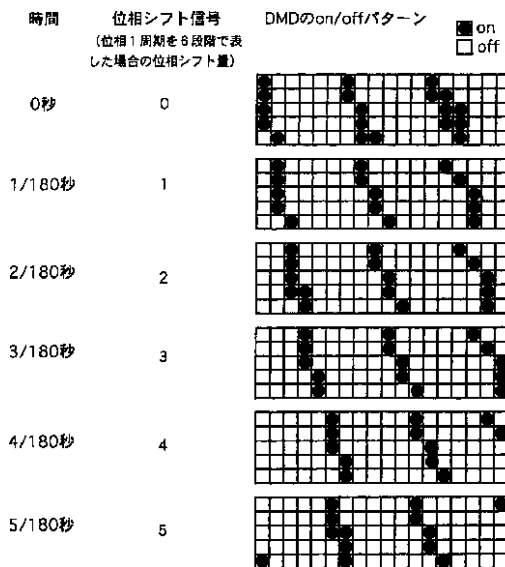 時間
位相シフト信号
(位相1周期を6段階で表
した場合の位相シフト量)
DMDのon/offパターン
on
off
0秒
0
1/180秒
1
2/180秒
2
3/180秒
3
4/180秒
4
5/180秒
5